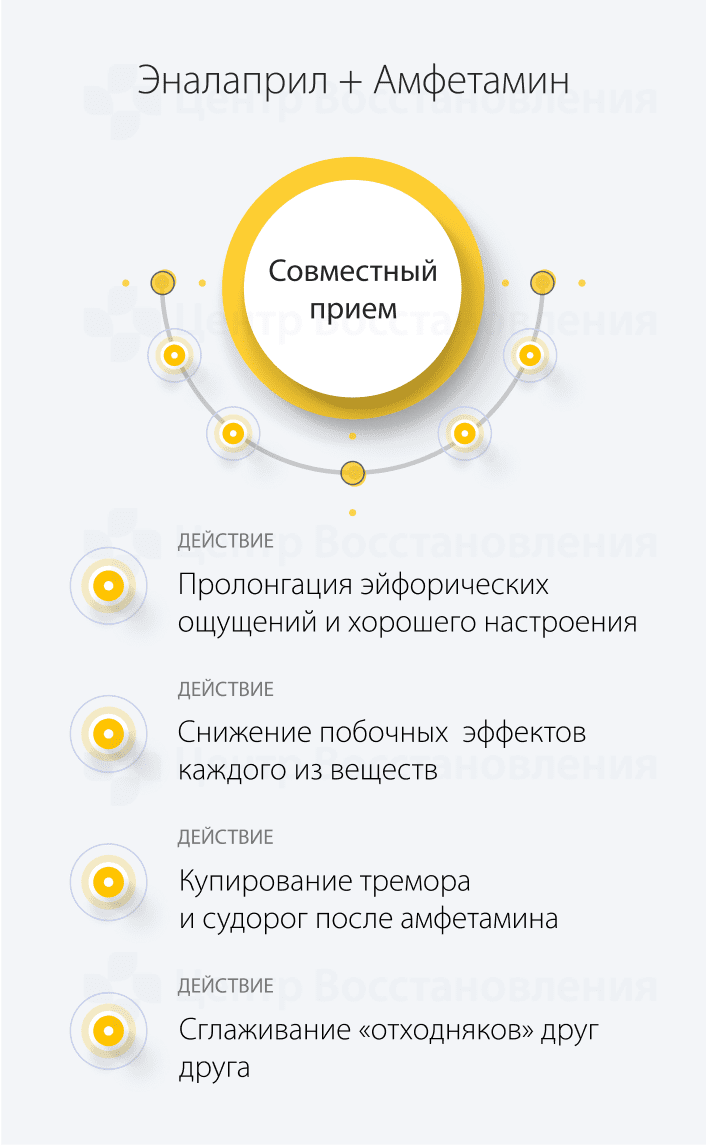 Эналаприл + Амфетамин
Центр Восстановления
Совместный
прием
Центр Восстановления
Центр Восстановления
ДЕЙСТВИЕ
Пролонгация эйфорических
ощущений и хорошего настроения
ДЕЙСТВИЕ
Снижение побочных эффектов
каждого из веществ
Центр Восстановления
ДЕЙСТВИЕ
Купирование тремора
и судорог после амфетамина
ДЕЙСТВИЕ
Центр Восстановления
Сглаживание «отходняков» друг
друга